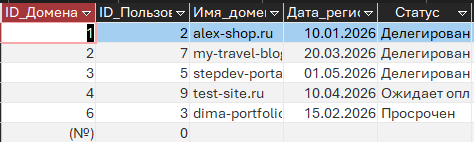 ID_Домена ID_Пользов Имя_домен Дата_регис Статус
1 2 alex-shop.ru 10.01.2026 Делегирован
2 7 my-travel-blog 20.03.2026 Делегирован
3 5 stepdev-porta 01.05.2026 Делегирован
4 9 test-site.ru 10.04.2026 Ожидает опл
6 3 dima-portfolio 15.02.2026 Просрочен
(№) 0